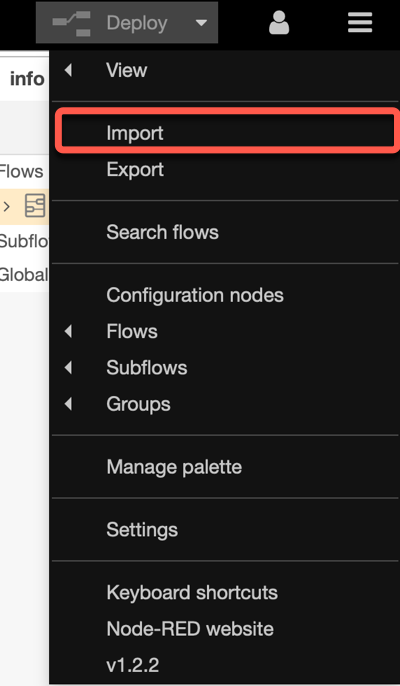 Deploy
info
View
Import
Flows
Export
Subflo
Search flows
Global
Configuration nodes
Flows
Subflows
Groups
Manage palette
Settings
Keyboard shortcuts
Node-RED website
v1.2.2